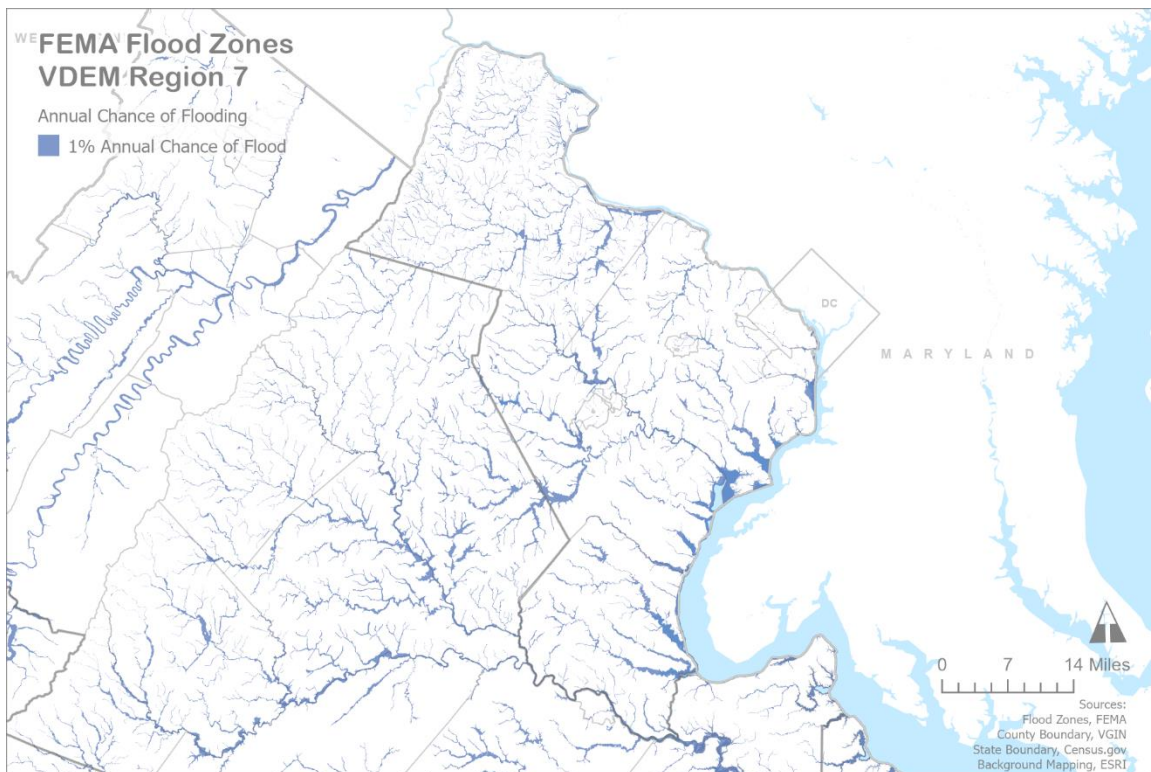 WE
FEMA Flood Zones
VDEM Region 7
Annual Chance of Flooding
1% Annual Chance of Flood
DC
MARYLAND
0 7 14 Miles
Sources:
Flood Zones, FEMA
County Boundary, VGIN
State Boundary, Census.gov
Background Mapping, ESRI